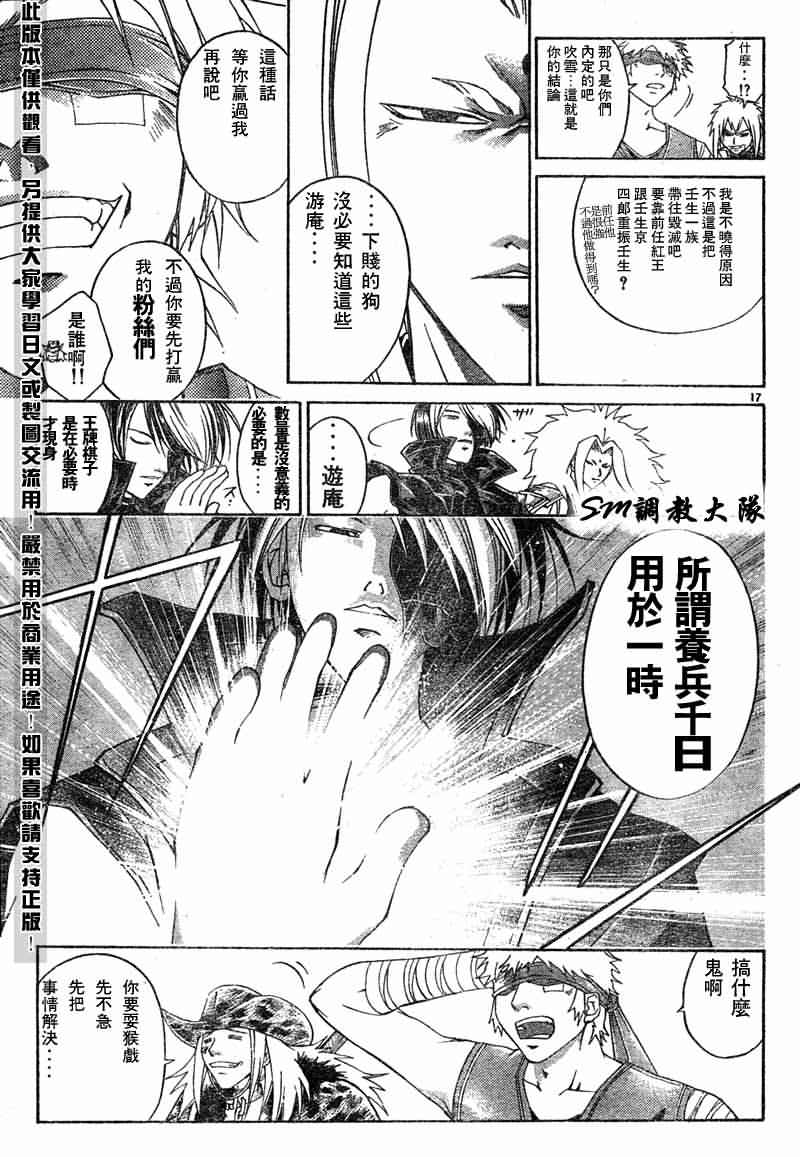 什麼‥!?
那只是你們
內定的吧
吹雪‥‥這就是
你的結論
我是不曉得原因
不過這是把
壬生一族
帶往毀滅吧
要靠前任紅王
跟壬生京
四郎重振壬生？
前任他
是很強
不過他做得到嗎?
‥‥下賤的狗
沒必要知道這些
游庵‥‥
這種話
等你贏過我
再說吧
不過你要先打贏
我的粉絲們
是誰啊!!
17
‥‥遊庵
數量是沒意義的
必要的是‥‥
王牌棋子
是在必要時
才現身
SM調教大隊
所謂養兵千日
用於一時
搞什麼
鬼啊
你要耍猴戲
先不急
先把
事情解決‥‥
此版本僅供觀看，另提供大家學習日文或製圖交流用！嚴禁用於商業用途！如果喜歡請支持正版！